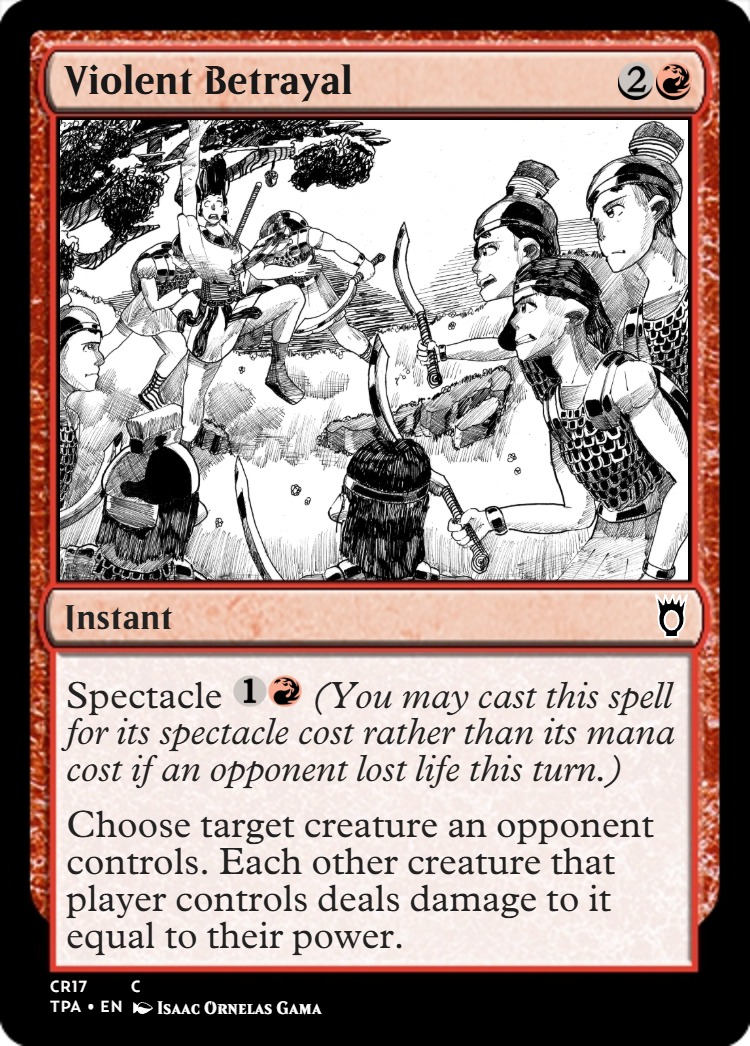 Violent Betrayal 2
Instant
Spectacle 1 (You may cast this spell
for its spectacle cost rather than its mana
cost if an opponent lost life this turn.)
Choose target creature an opponent
controls. Each other creature that
player controls deals damage to it
equal to their power.
CR17 C
TPA • EN Isaac Ornelas Gama